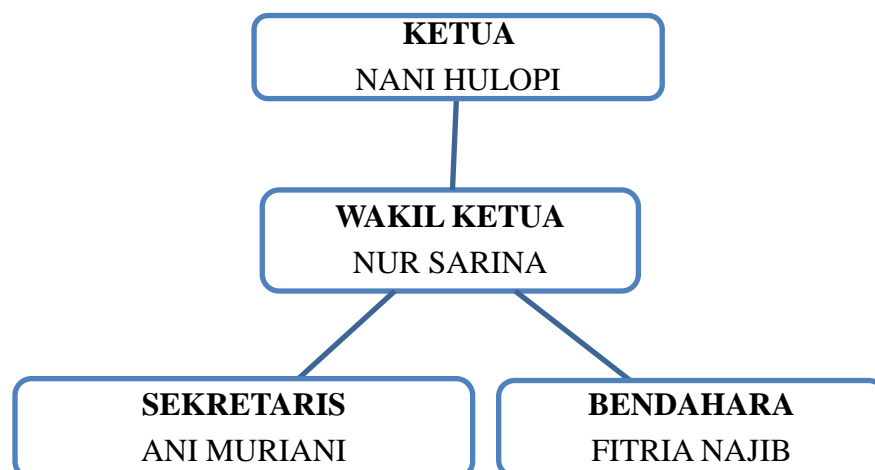 KETUA
NANI HULOPI
WAKIL KETUA
NUR SARINA
SEKRETARIS
ANI MURIANI
BENDAHARA
FITRIA NAJIB